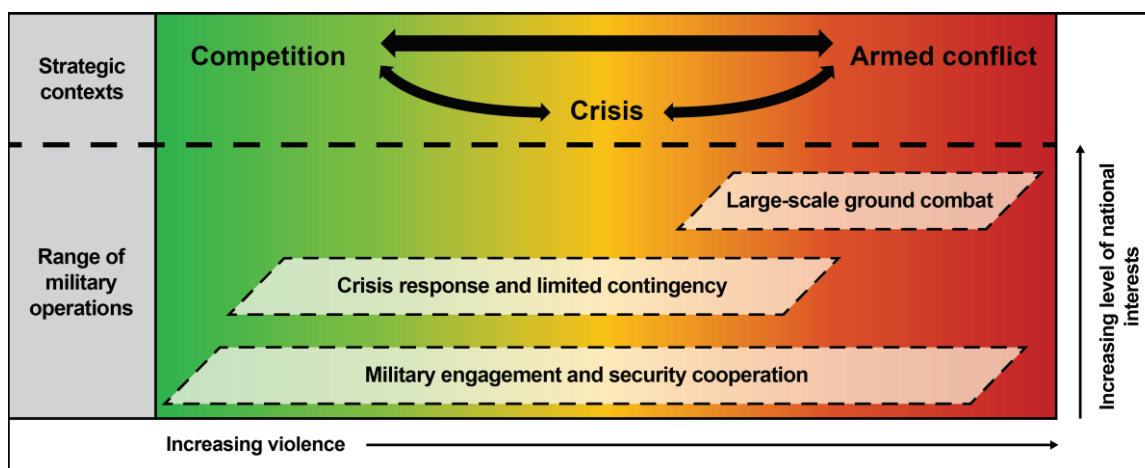 Strategic
contexts
Competition
Armed conflict
Crisis
Range of
military
operations
Large-scale ground combat
Crisis response and limited contingency
Military engagement and security cooperation
Increasing level of national
interests
Increasing violence